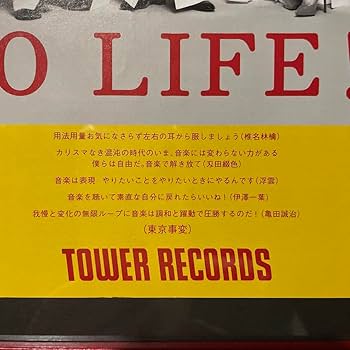 O LIFE!
用法用量お気になさらず左右の耳から服しましょう(椎名林檎)
カリスマなき混沌の時代のいま、音楽には変わらない力がある
僕らは自由だ。音楽で解き放て(刄田綴色)
音楽は表現 やりたいことをやりたいときにやるんです(浮雲)
音楽を聴いて素直な自分に戻れたらいいね!(伊澤一葉)
我慢と変化の無限ループに音楽は調和と躍動で圧勝するのだ!(亀田誠治)
(東京事変)
TOWER RECORDS